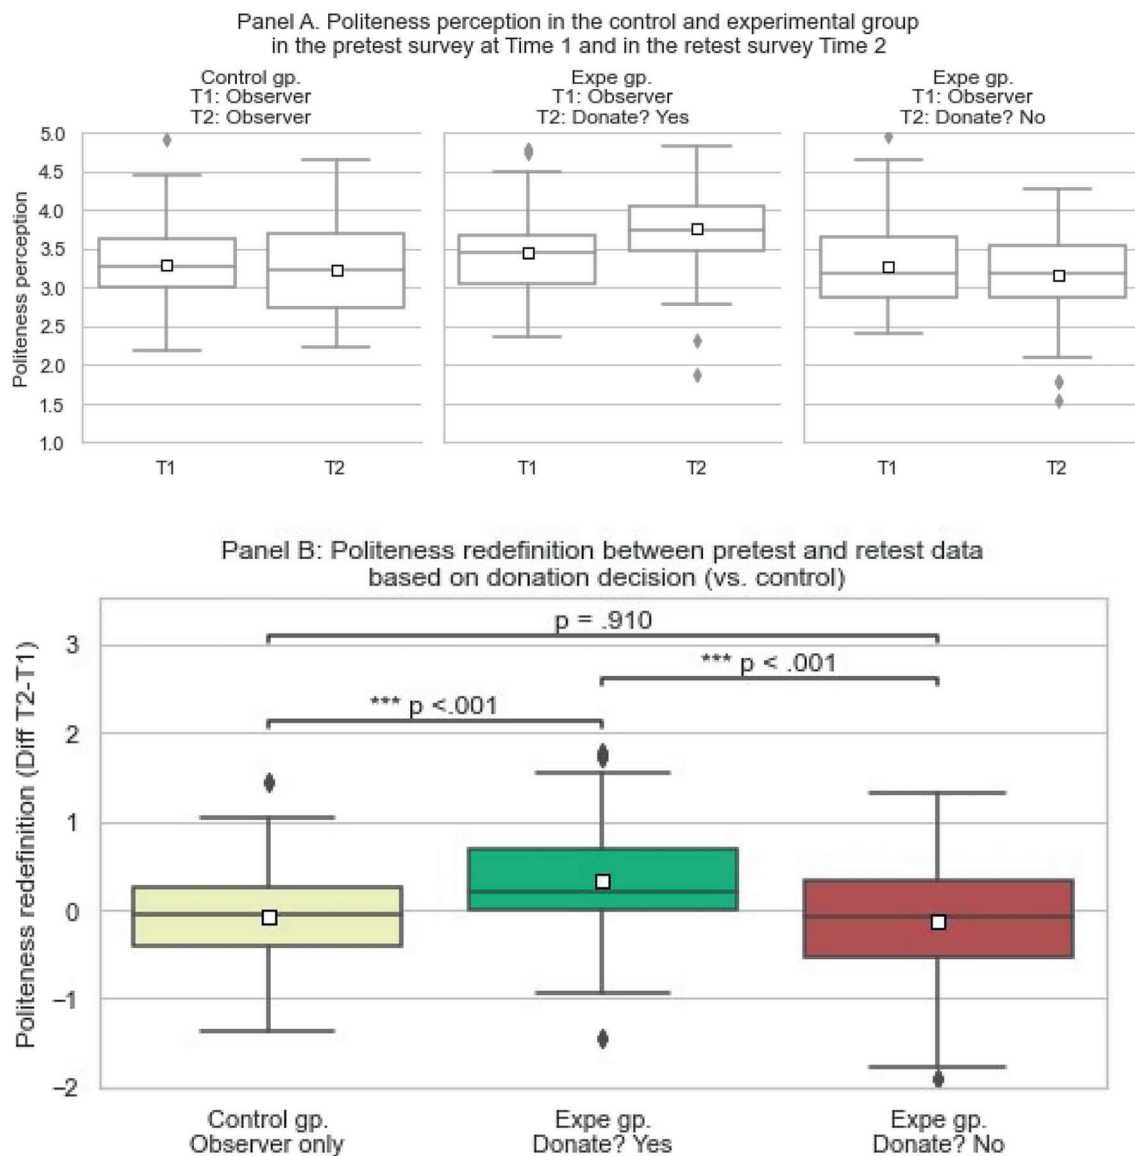 Panel A. Politeness perception in the control and experimental group
in the pretest survey at Time 1 and in the retest survey Time 2
Control gp.
T1: Observer
T2: Observer
Expe gp.
T1: Observer
T2: Donate? Yes
Expe gp.
T1: Observer
T2: Donate? No
Politeness perception
5.0
4.5
4.0
3.5
3.0
2.5
2.0
1.5
1.0
T1
T2
T1
T2
T1
T2
Panel B: Politeness redefinition between pretest and retest data
based on donation decision (vs. control)
Politeness redefinition (Diff T2-T1)
p = .910
*** p < .001
*** p <.001
3
2
1
0
−1
−2
Control gp.
Observer only
Expe gp.
Donate? Yes
Expe gp.
Donate? No